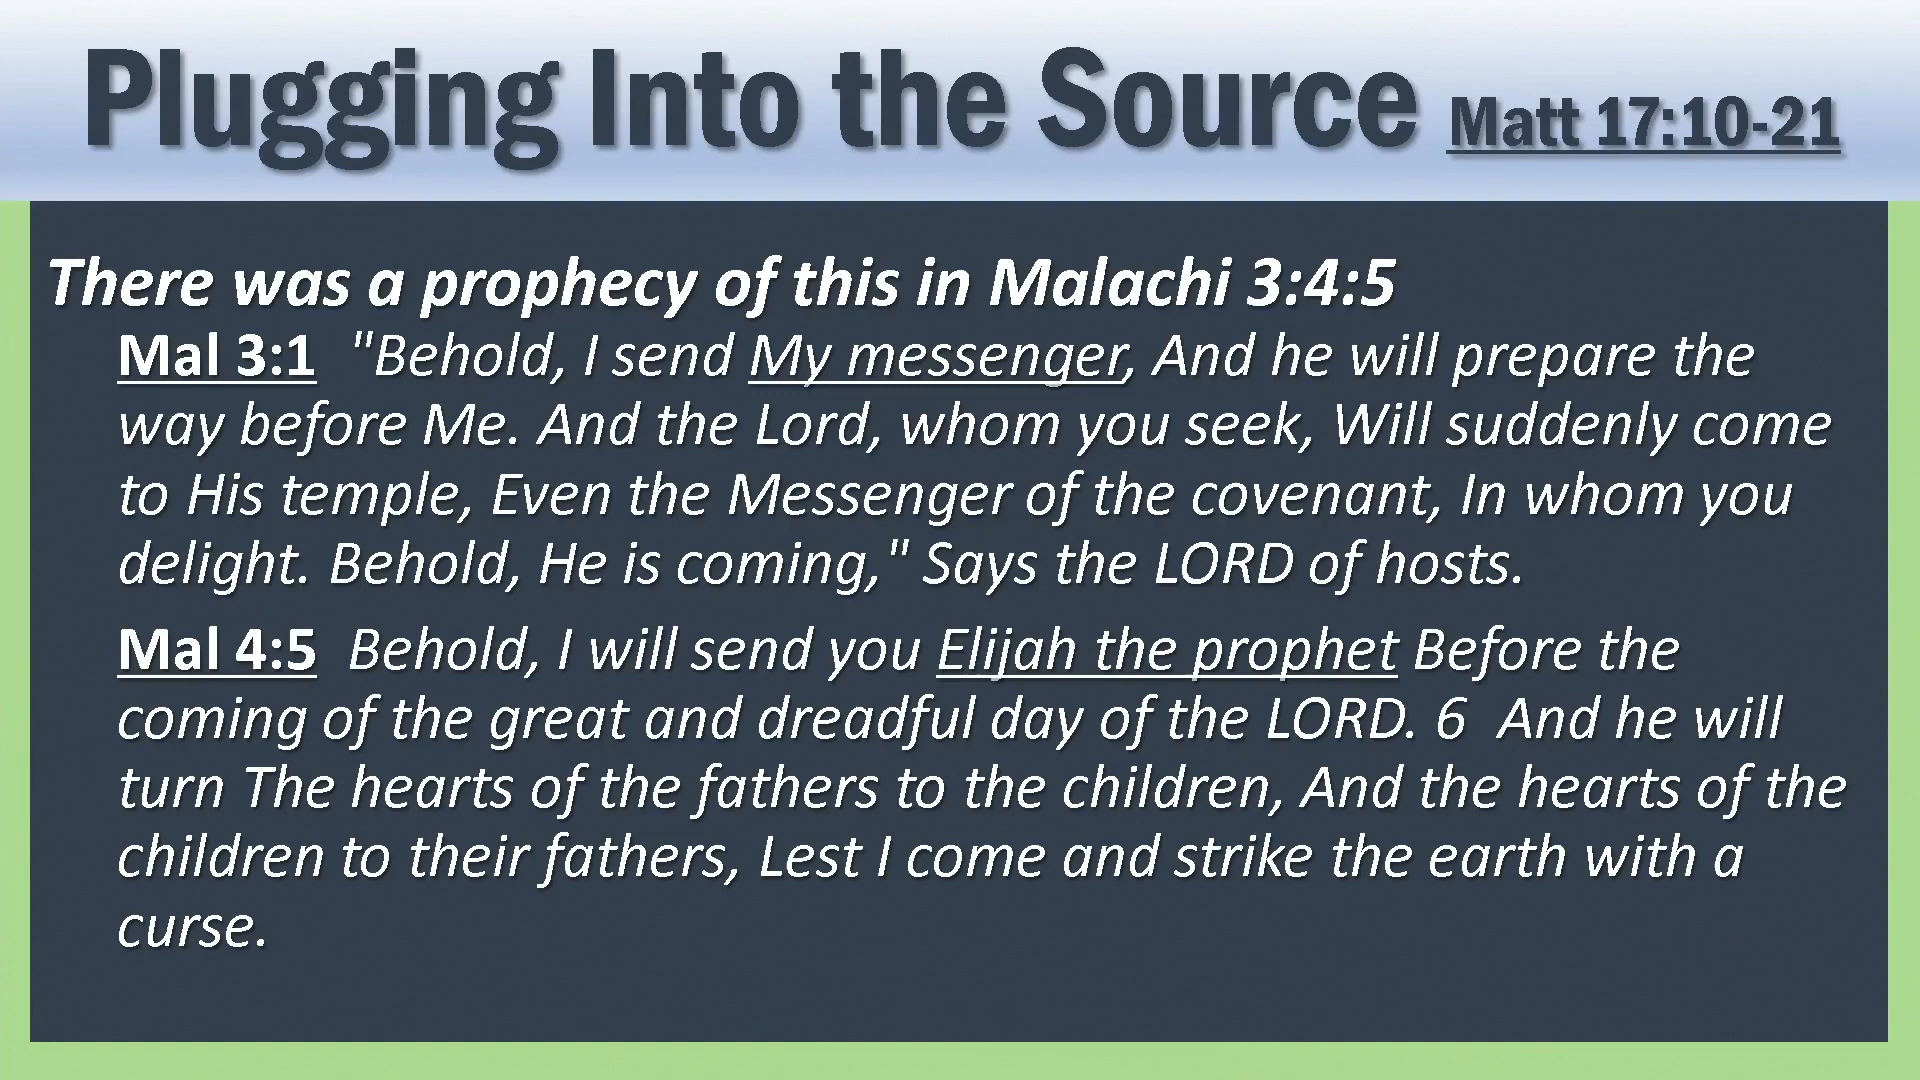 Plugging Into the Source Matt 17:10-21
There was a prophecy of this in Malachi 3:4:5
Mal 3:1 "Behold, I send My messenger, And he will prepare the
way before Me. And the Lord, whom you seek, Will suddenly come
to His temple, Even the Messenger of the covenant, In whom you
delight. Behold, He is coming," Says the LORD of hosts.
Mal 4:5 Behold, I will send you Elijah the prophet Before the
coming of the great and dreadful day of the LORD. 6 And he will
turn The hearts of the fathers to the children, And the hearts of the
children to their fathers, Lest I come and strike the earth with a
curse.